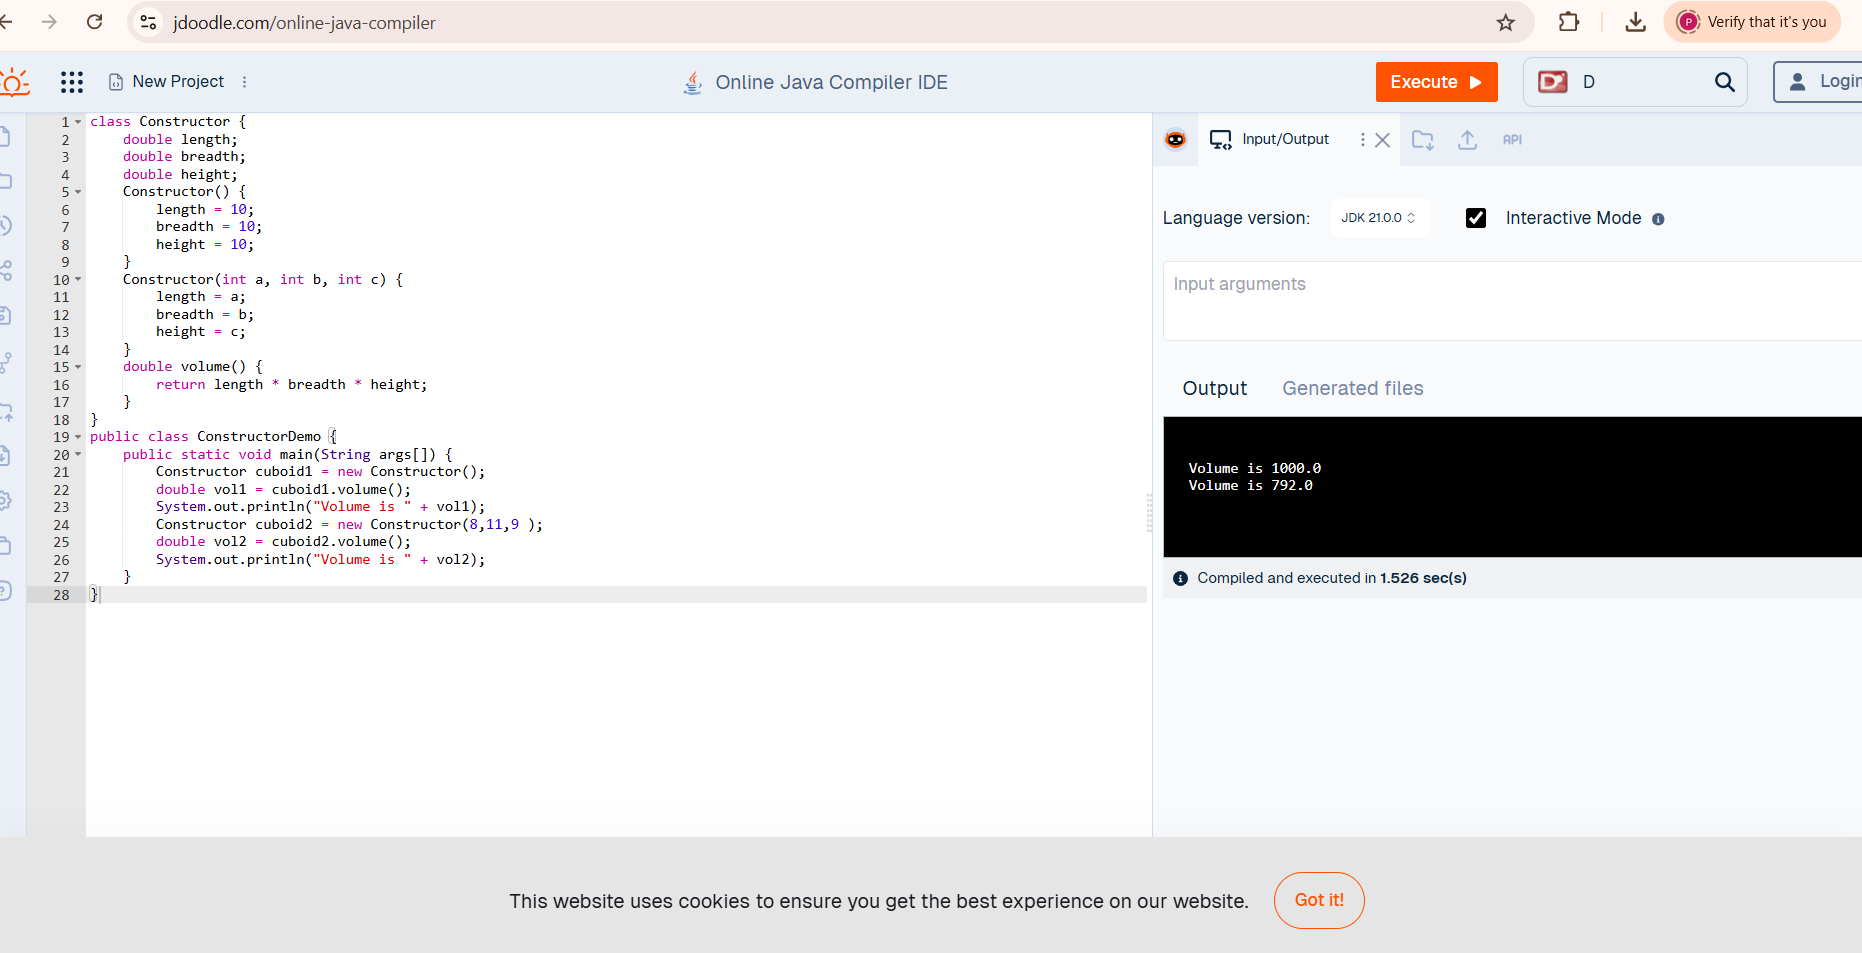 jdoodle.com/online-java-compiler
Verify that it's you
New Project
Online Java Compiler IDE
Execute
D
Login
1 class Constructor {
2     double length;
3     double breadth;
4     double height;
5     Constructor() {
6         length = 10;
7         breadth = 10;
8         height = 10;
9     }
10     Constructor(int a, int b, int c) {
11         length = a;
12         breadth = b;
13         height = c;
14     }
15     double volume() {
16         return length * breadth * height;
17     }
18 }
19 public class ConstructorDemo {
20     public static void main(String args[]) {
21         Constructor cuboid1 = new Constructor();
22         double vol1 = cuboid1.volume();
23         System.out.println("Volume is " + vol1);
24         Constructor cuboid2 = new Constructor(8,11,9 );
25         double vol2 = cuboid2.volume();
26         System.out.println("Volume is " + vol2);
27     }
28 }
Input/Output
API
Language version: JDK 21.0.0 Interactive Mode
Input arguments
Output Generated files
Volume is 1000.0
Volume is 792.0
Compiled and executed in 1.526 sec(s)
This website uses cookies to ensure you get the best experience on our website. Got it!